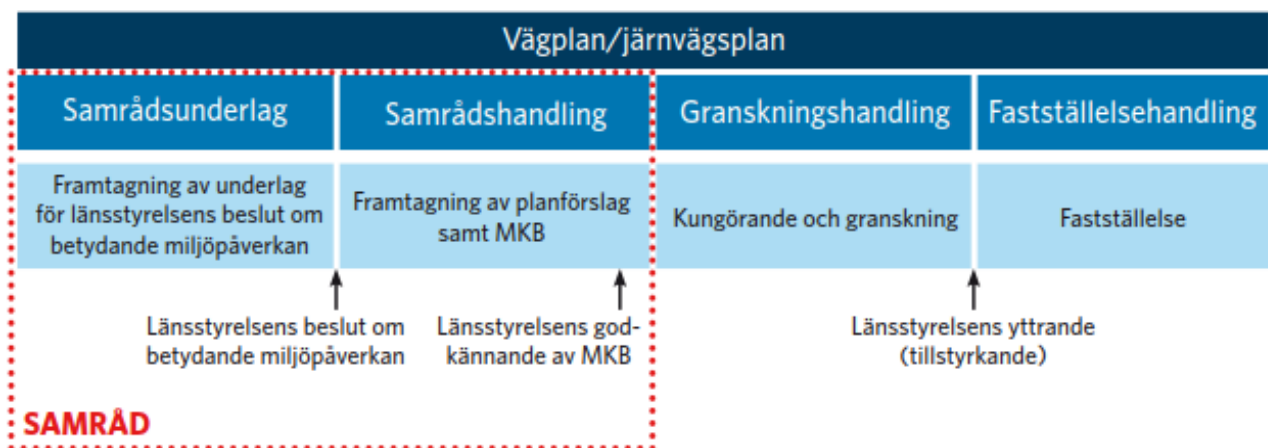 Vägplan/järnvägsplan
Samrådsunderlag
Samrådshandling
Granskningshandling
Fastställelsehandling
Framtagning av underlag
för länsstyrelsens beslut om
betydande miljöpåverkan
Framtagning av planförslag
samt MKB
Kungörande och granskning
Fastställelse
Länsstyrelsens beslut om
betydande miljöpåverkan
Länsstyrelsens god-
kännande av MKB
Länsstyrelsens yttrande
(tillstyrkande)
SAMRÅD